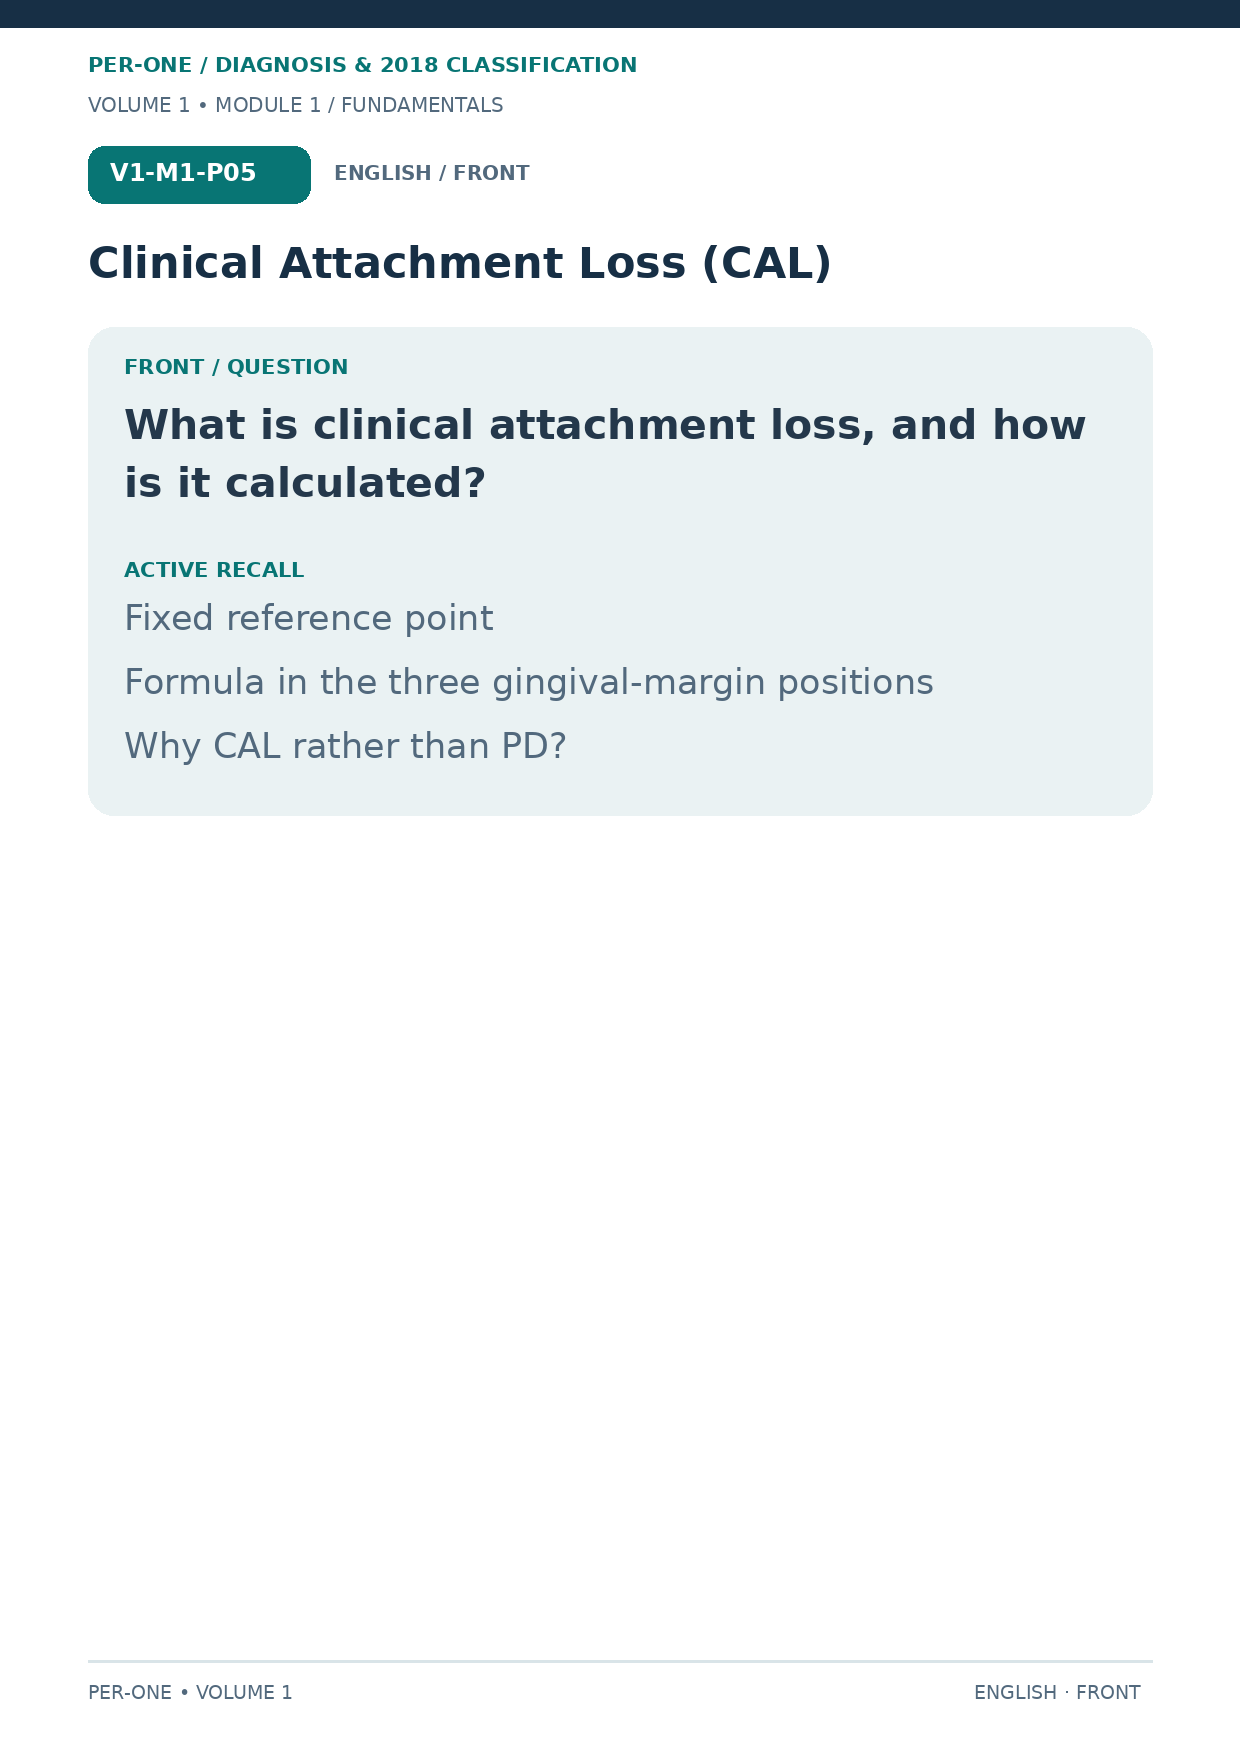 PER-ONE / DIAGNOSIS & 2018 CLASSIFICATION
VOLUME 1 • MODULE 1 / FUNDAMENTALS
V1-M1-P05
ENGLISH / FRONT
Clinical Attachment Loss (CAL)
FRONT / QUESTION
What is clinical attachment loss, and how
is it calculated?
ACTIVE RECALL
Fixed reference point
Formula in the three gingival-margin positions
Why CAL rather than PD?
PER-ONE • VOLUME 1
ENGLISH · FRONT